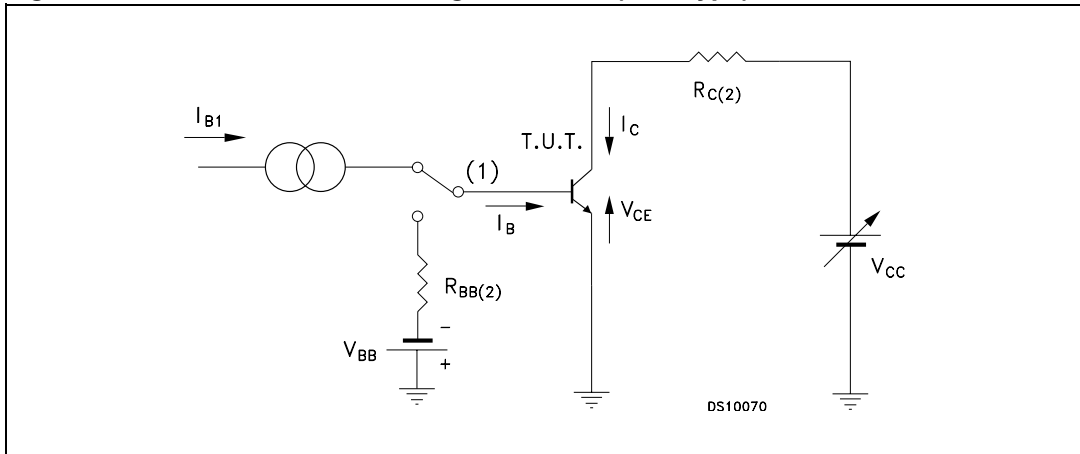 R_C(2)
I_B1
I_C
T.U.T.
(1)
V_CE
I_B
V_CC
R_BB(2)
−
V_BB
+
DS10070